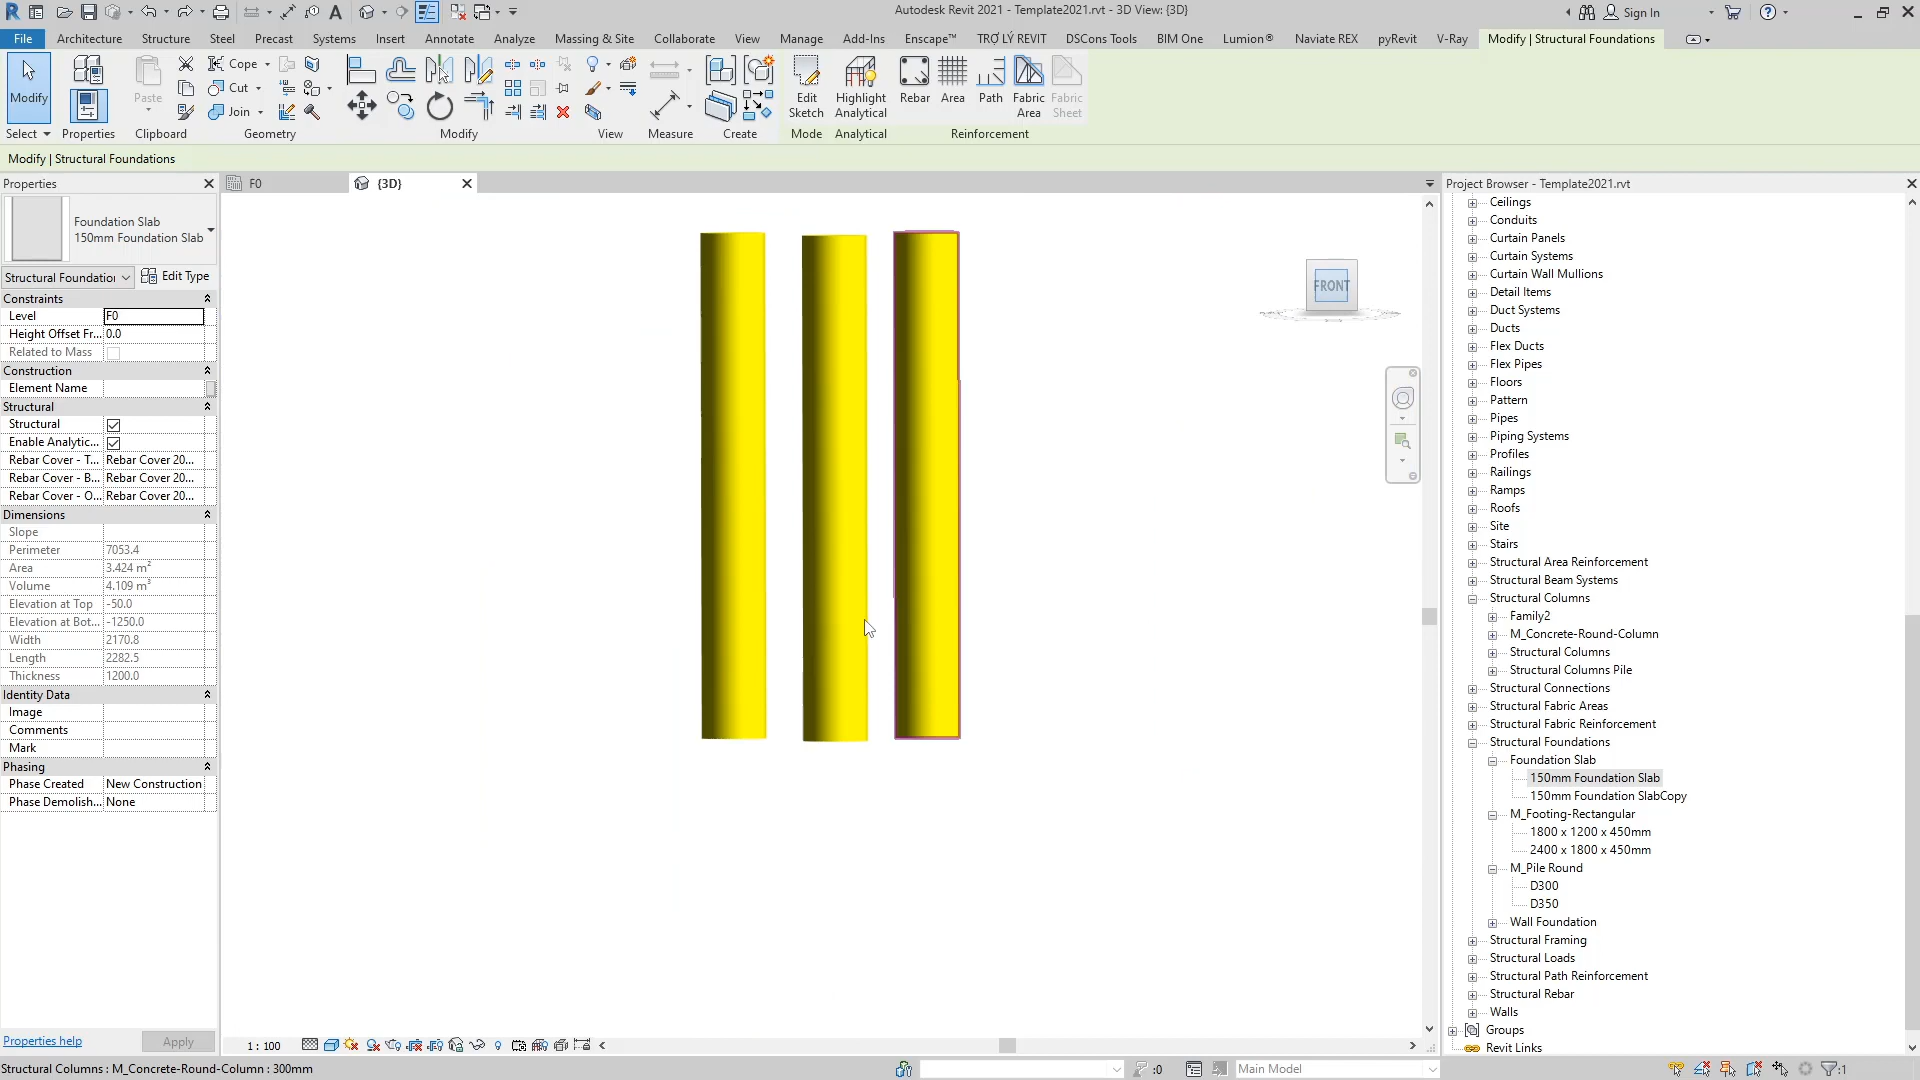 Autodesk Revit 2021 - Template2021.rvt - 3D View: {3D}
Sign In
File
Architecture
Structure
Steel
Precast
Systems
Insert
Annotate
Analyze
Massing & Site
Collaborate
View
Manage
Add-Ins
Enscape™
TRỢ LÝ REVIT
DSCons Tools
BIM One
Lumion®
Naviate REX
pyRevit
V-Ray
Modify | Structural Foundations
Modify
Paste
Cope
Cut
Join
Edit Sketch
Highlight Analytical
Rebar
Area
Path
Fabric Area
Fabric Sheet
Select
Properties
Clipboard
Geometry
Modify
View
Measure
Create
Mode
Analytical
Reinforcement
Modify | Structural Foundations
Properties
F0
{3D}
Project Browser - Template2021.rvt
Foundation Slab
150mm Foundation Slab
Structural Foundation
Edit Type
Constraints
Level F0
Height Offset Fr... 0.0
Related to Mass
Construction
Element Name
Structural
Structural
Enable Analytic...
Rebar Cover - T... Rebar Cover 20...
Rebar Cover - B... Rebar Cover 20...
Rebar Cover - O... Rebar Cover 20...
Dimensions
Slope
Perimeter 7053.4
Area 3.424 m²
Volume 4.109 m³
Elevation at Top -50.0
Elevation at Bot... -1250.0
Width 2170.8
Length 2282.5
Thickness 1200.0
Identity Data
Image
Comments
Mark
Phasing
Phase Created New Construction
Phase Demolish... None
Properties help
Apply
FRONT
Ceilings
Conduits
Curtain Panels
Curtain Systems
Curtain Wall Mullions
Detail Items
Duct Systems
Ducts
Flex Ducts
Flex Pipes
Floors
Pattern
Pipes
Piping Systems
Profiles
Railings
Ramps
Roofs
Site
Stairs
Structural Area Reinforcement
Structural Beam Systems
Structural Columns
Family2
M_Concrete-Round-Column
Structural Columns
Structural Columns Pile
Structural Connections
Structural Fabric Areas
Structural Fabric Reinforcement
Structural Foundations
Foundation Slab
150mm Foundation Slab
150mm Foundation SlabCopy
M_Footing-Rectangular
1800 x 1200 x 450mm
2400 x 1800 x 450mm
M_Pile Round
D300
D350
Wall Foundation
Structural Framing
Structural Loads
Structural Path Reinforcement
Structural Rebar
Walls
Groups
Revit Links
1 : 100
Structural Columns : M_Concrete-Round-Column : 300mm
:0
Main Model
:1